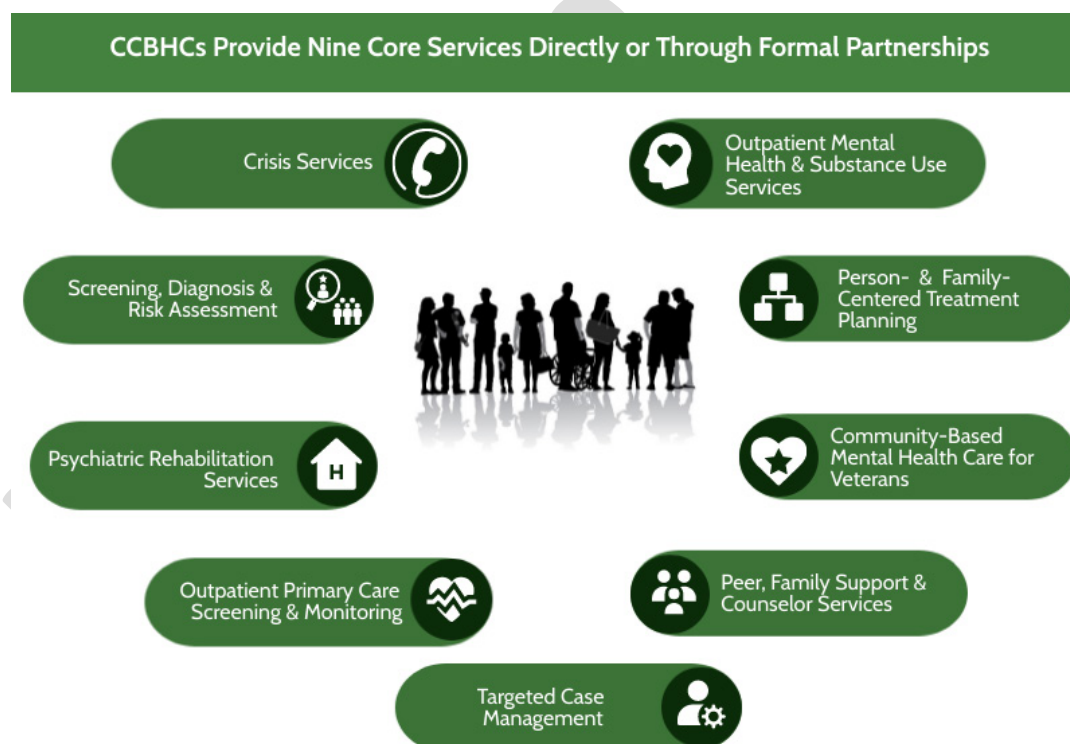 CCBHCs Provide Nine Core Services Directly or Through Formal Partnerships
Crisis Services
Outpatient Mental
Health & Substance Use
Services
Screening, Diagnosis &
Risk Assessment
Person- & Family-
Centered Treatment
Planning
Psychiatric Rehabilitation
Services
H
Community-Based
Mental Health Care for
Veterans
Outpatient Primary Care
Screening & Monitoring
Peer, Family Support &
Counselor Services
Targeted Case
Management